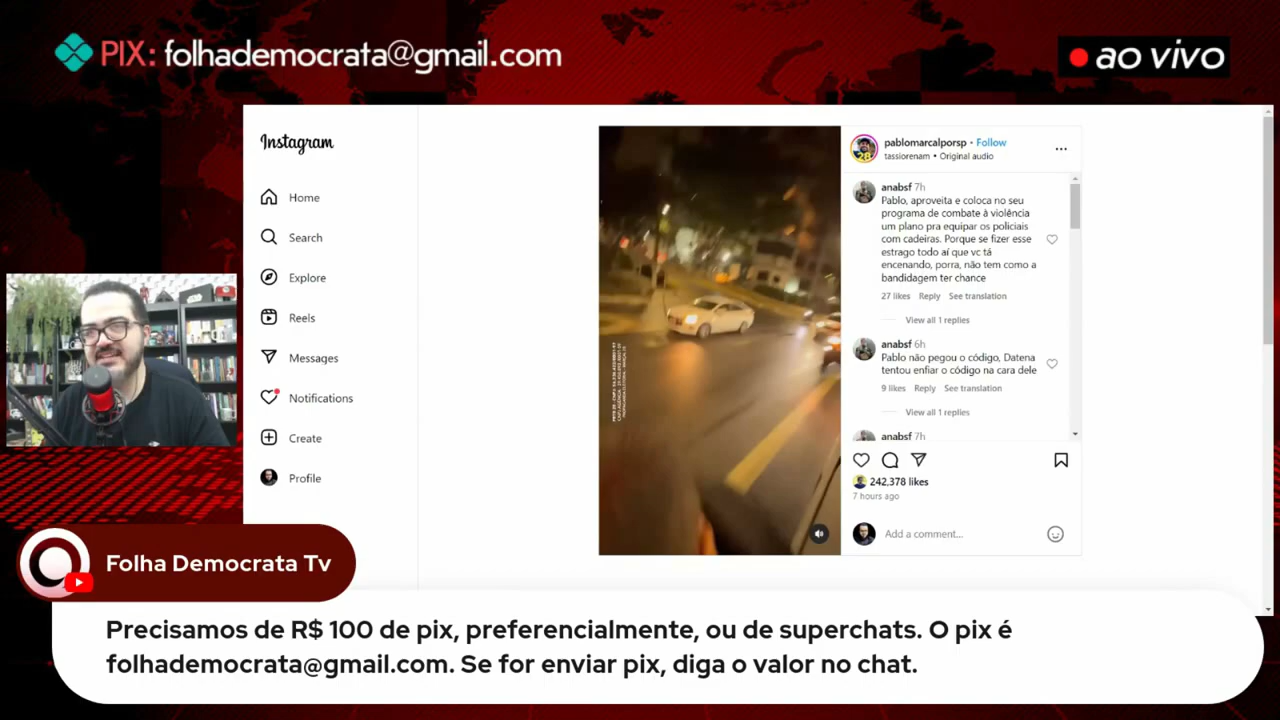 PIX: folhademocrata@gmail.com
ao vivo
Instagram
Home
Search
Explore
Reels
Messages
Notifications
Create
Profile
pablomarcalporsp • Follow
tassiorenam • Original audio
anabsf 7h
Pablo, aproveita e coloca no seu
programa de combate à violência
um plano pra equipar os policiais
com cadeiras. Porque se fizer esse
estrago todo aí que vc tá
encenando, porra, não tem como a
bandidagem ter chance
27 likes Reply See translation
View all 1 replies
anabsf 6h
Pablo não pegou o código, Datena
tentou enfiar o código na cara dele
9 likes Reply See translation
View all 1 replies
anabsf 7h
242,378 likes
7 hours ago
Add a comment...
Folha Democrata Tv
Precisamos de R$ 100 de pix, preferencialmente, ou de superchats. O pix é
folhademocrata@gmail.com. Se for enviar pix, diga o valor no chat.